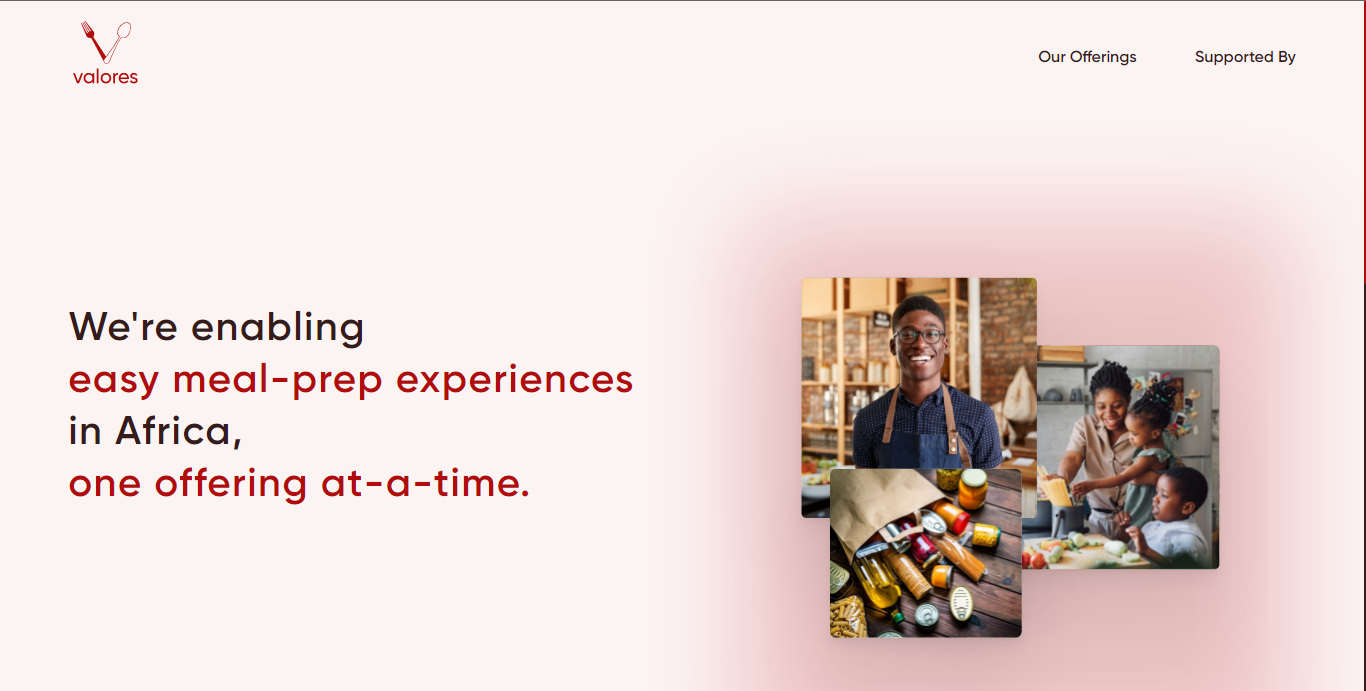 valores
Our Offerings
Supported By
We're enabling
easy meal-prep experiences
in Africa,
one offering at-a-time.